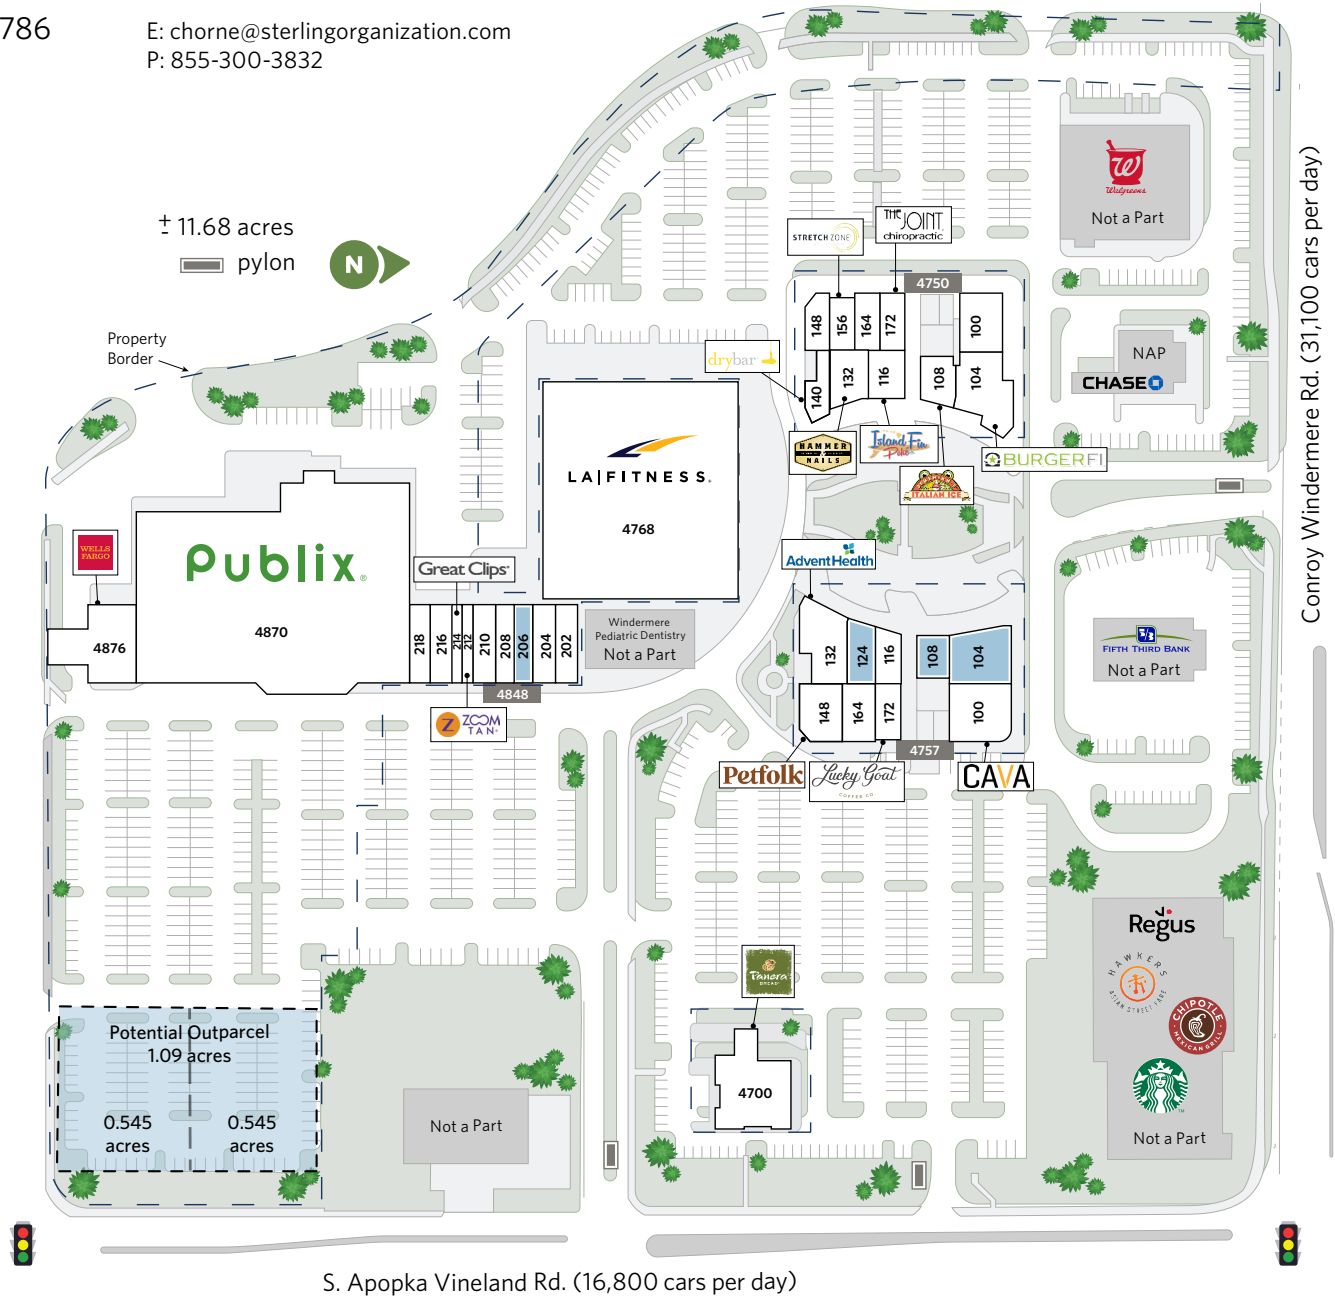 786
E: chorne@sterlingorganization.com
P: 855-300-3832
± 11.68 acres
pylon
N
Property
Border
Conroy Windermere Rd. (31,100 cars per day)
Walgreens
Not a Part
STRETCH ZONE
THE JOINT
chiropractic
4750
148
156
164
172
100
140
132
116
108
104
drybar
HAMMER
&
NAILS
Island Fin
Poké
ITALIAN ICE
BURGERFI
NAP
CHASE
LA|FITNESS.
4768
WELLS
FARGO
Publix
4870
4876
Great Clips
218
216
214
212
210
208
206
204
202
4848
Z ZOOM
TAN
Windermere
Pediatric Dentistry
Not a Part
AdventHealth
132
124
116
108
104
148
164
172
100
4757
Petfolk
Lucky Goat
COFFEE CO
CAVA
FIFTH THIRD BANK
Not a Part
Regus
HAWKERS
ASIAN STREET FARE
CHIPOTLE
MEXICAN GRILL
Not a Part
Panera
BREAD
4700
Potential Outparcel
1.09 acres
0.545
acres
0.545
acres
Not a Part
S. Apopka Vineland Rd. (16,800 cars per day)